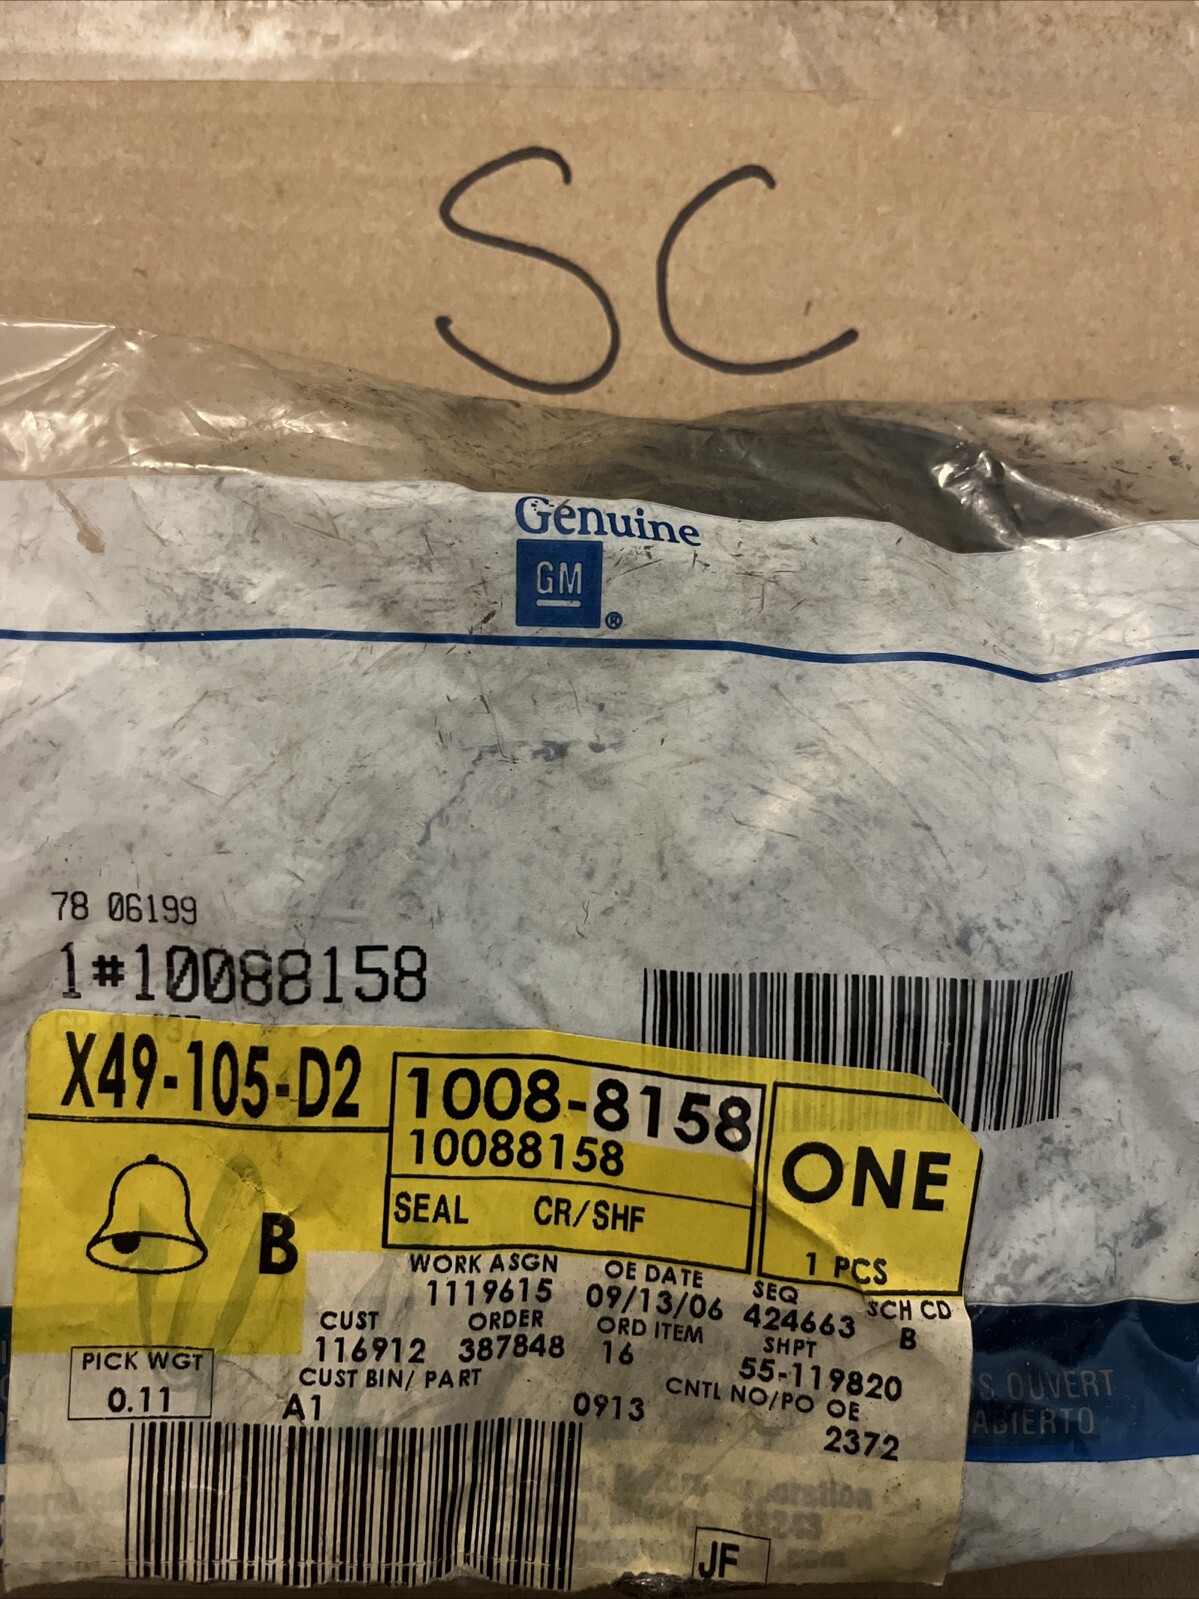 SC
Genuine
GM
®
78 06199
1#10088158
X49-105-D2
1008-8158
10088158
ONE
SEAL CR/SHF
1 PCS
B
WORK ASGN OE DATE SEQ SCH CD
1119615 09/13/06 424663 B
CUST ORDER ORD ITEM SHPT
116912 387848 16 55-119820
PICK WGT CUST BIN/ PART CNTL NO/PO OE
0.11 A1 0913 2372
OUVERT
ABIERTO
JF